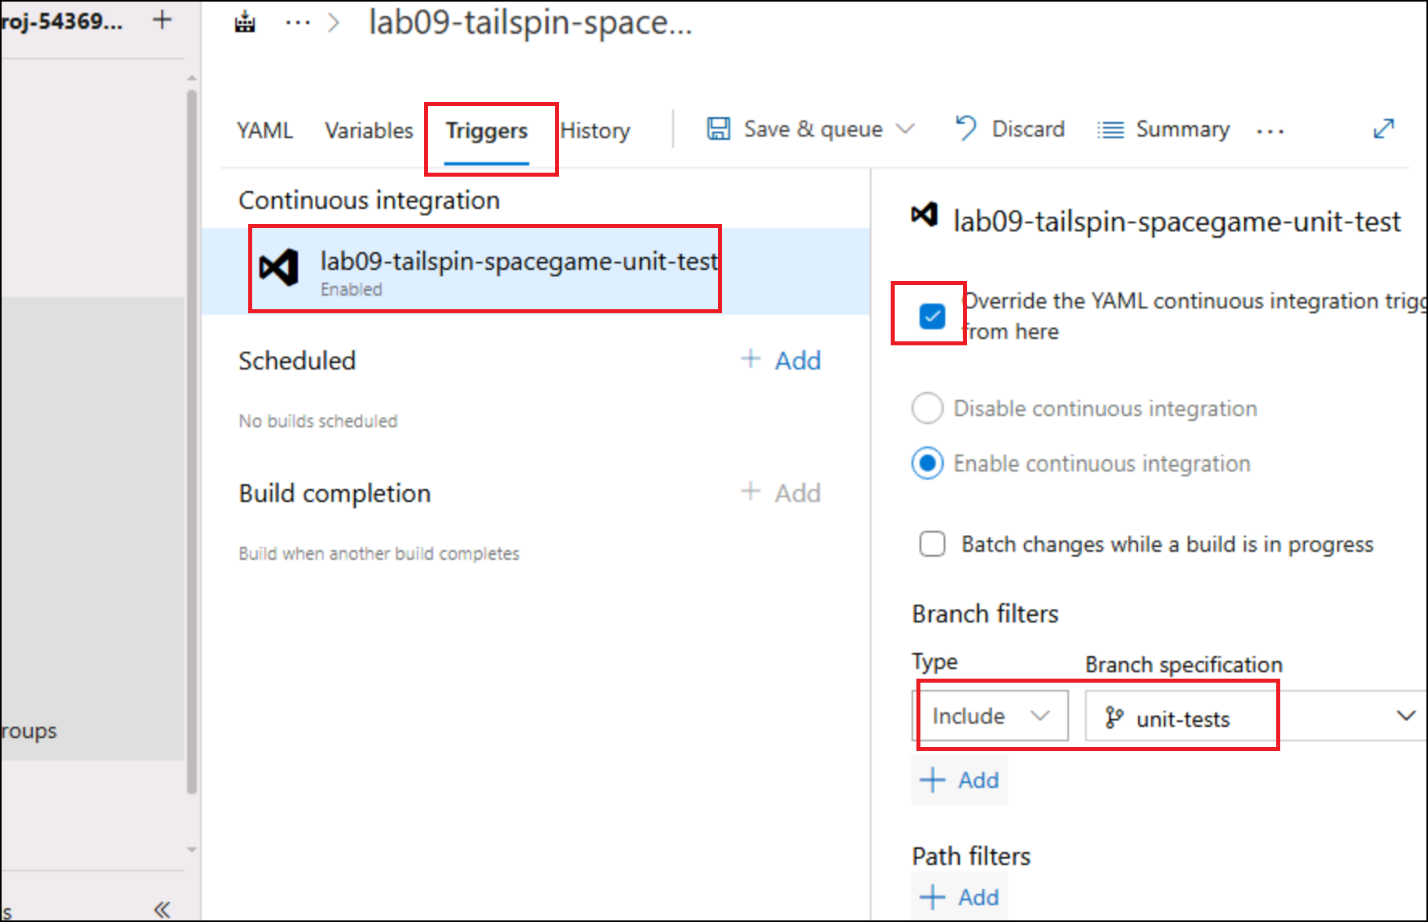 roj-54369...
lab09-tailspin-space...
YAML Variables Triggers History Save & queue Discard Summary
Continuous integration
lab09-tailspin-spacegame-unit-test
Enabled
Scheduled
Add
No builds scheduled
Build completion
Add
Build when another build completes
roups
s
lab09-tailspin-spacegame-unit-test
Override the YAML continuous integration trigg
from here
Disable continuous integration
Enable continuous integration
Batch changes while a build is in progress
Branch filters
Type Branch specification
Include unit-tests
Add
Path filters
Add